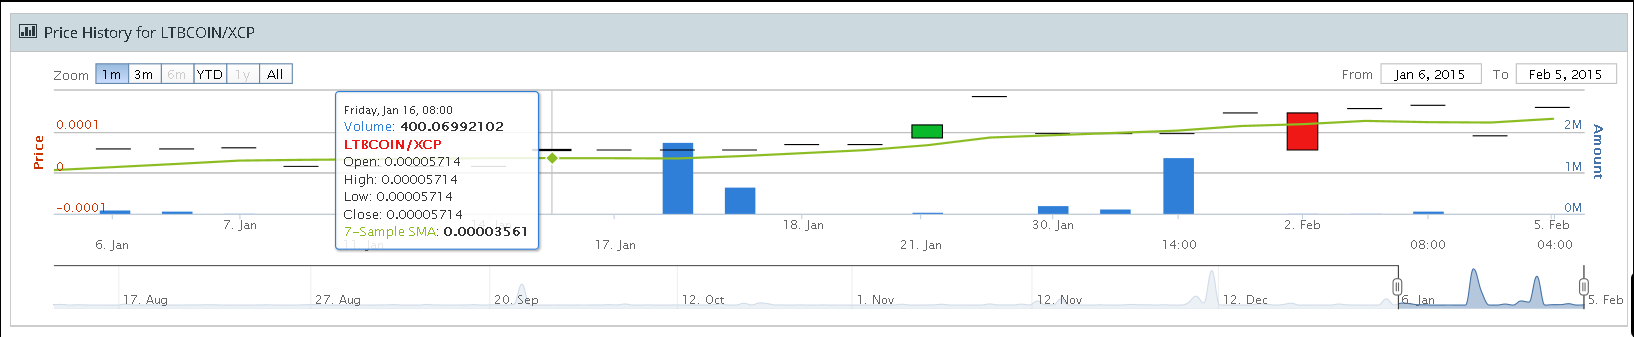 Price History for LTBCOIN/XCP
Zoom 1m 3m 6m YTD 1y All
From Jan 6, 2015 To Feb 5, 2015
Price
0.0001
0
-0.0001
Friday, Jan 16, 08:00
Volume: 400.06992102
LTBCOIN/XCP
Open: 0.00005714
High: 0.00005714
Low: 0.00005714
Close: 0.00005714
7-Sample SMA: 0.00003561
2M
1M
0M
Amount
6. Jan 7. Jan 11. Jan 14. Jan 17. Jan 18. Jan 21. Jan 30. Jan 14:00 2. Feb 08:00 5. Feb 04:00
17. Aug 27. Aug 20. Sep 12. Oct 1. Nov 12. Nov 12. Dec 6. Jan 5. Feb